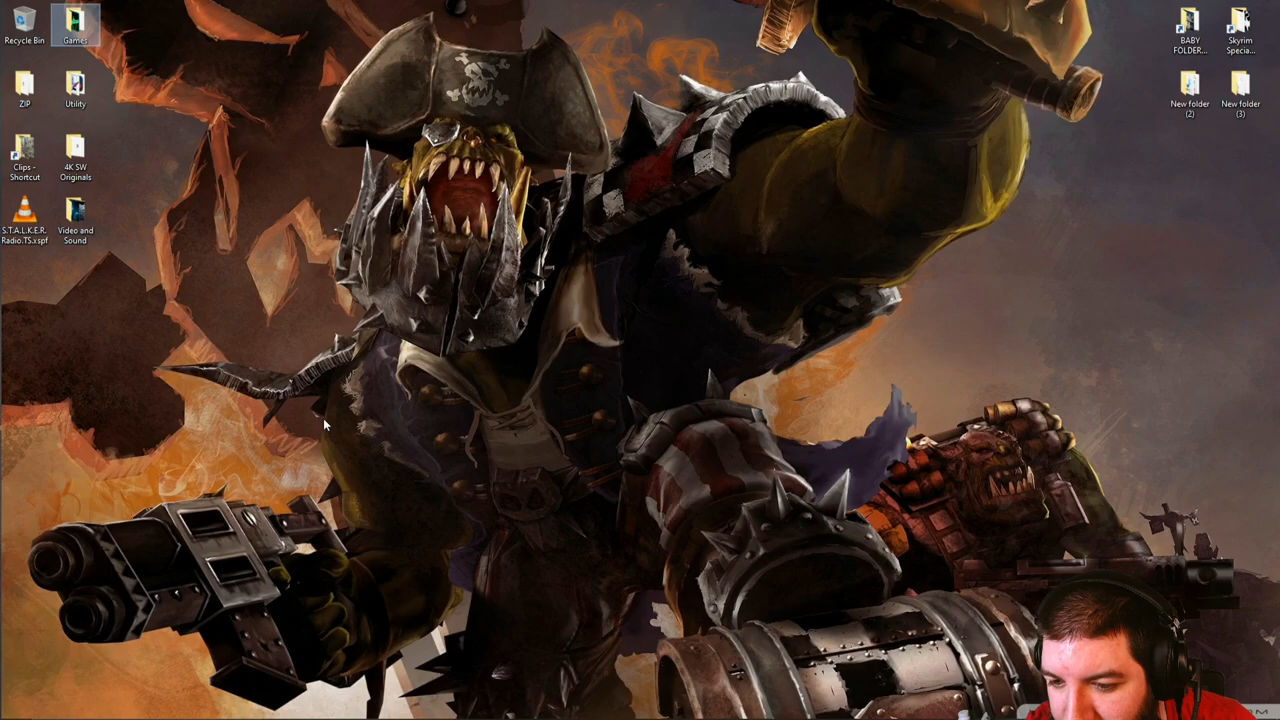 Recycle Bin
Games
ZIP
Utility
Clips -
Shortcut
4K SW
Originals
S.T.A.L.K.E.R.
Radio.TS.xspf
Video and
Sound
BABY
FOLDER...
Skyrim
Specia...
New folder
(2)
New folder
(3)